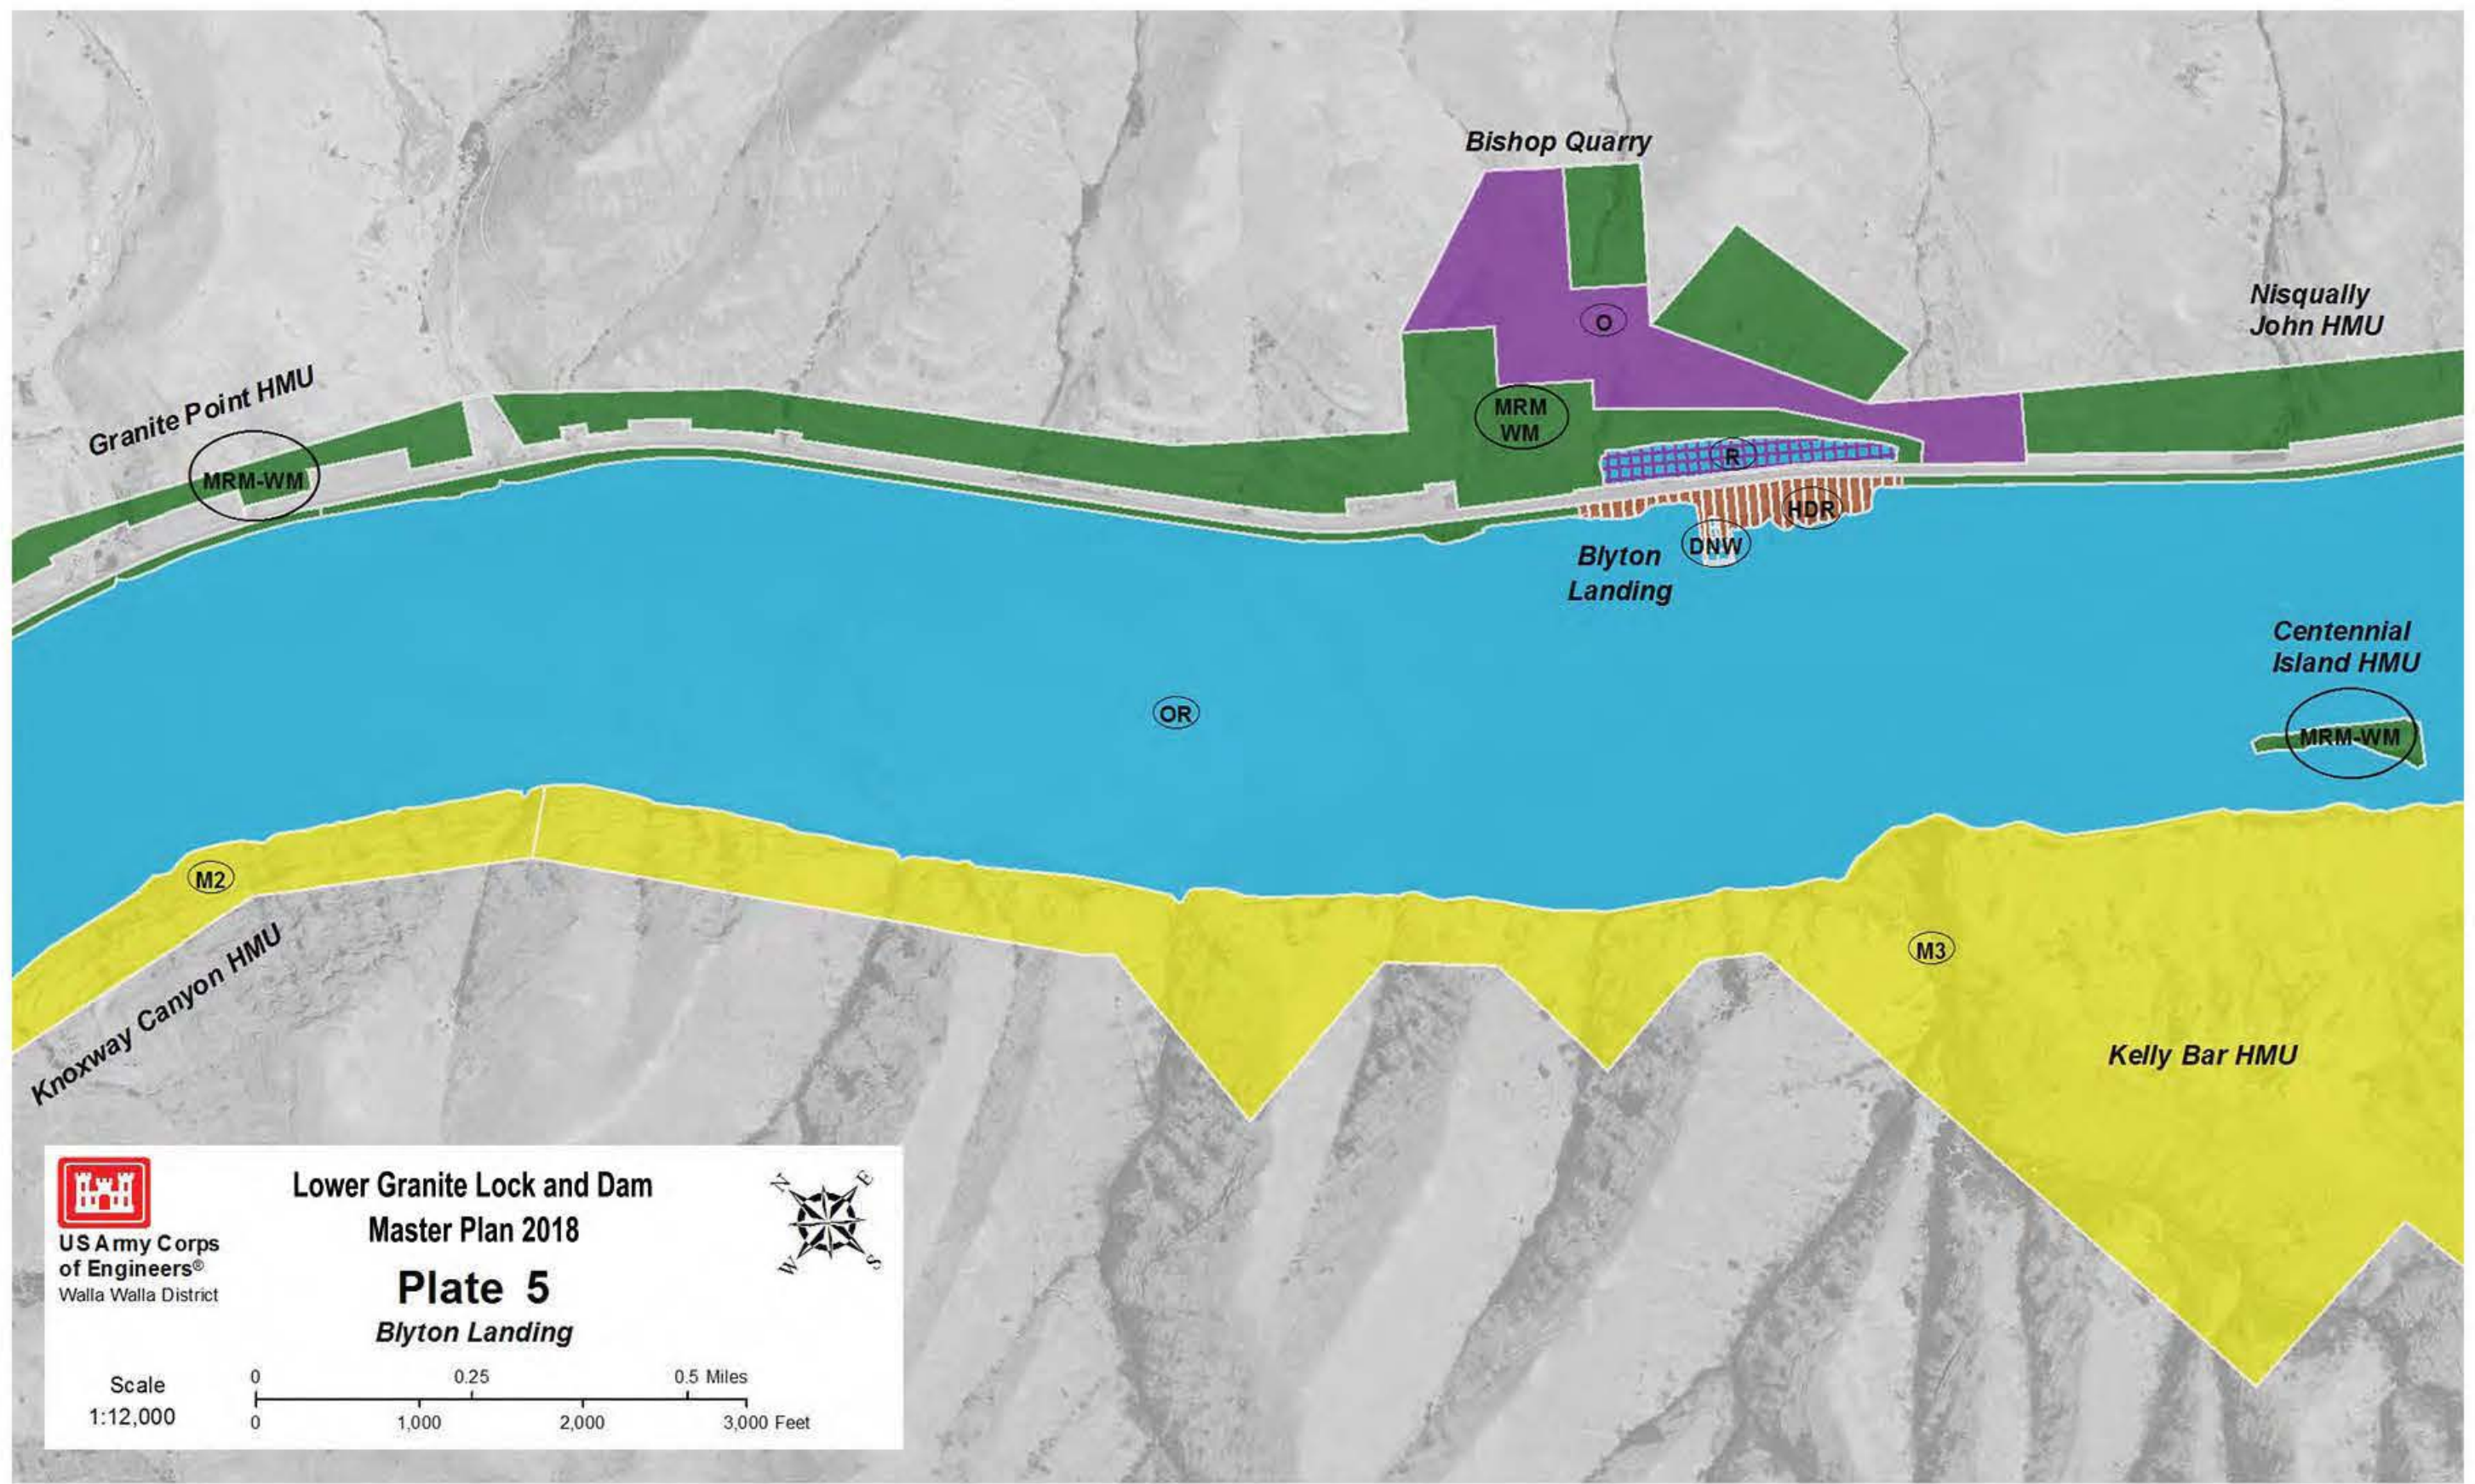 Bishop Quarry
Nisqually
John HMU
O
Granite Point HMU
MRM
WM
MRM-WM
R
HDR
DNW
Blyton
Landing
Centennial
Island HMU
OR
MRM-WM
M2
M3
Knoxway Canyon HMU
Kelly Bar HMU
US Army Corps
of Engineers®
Walla Walla District
Lower Granite Lock and Dam
Master Plan 2018
Plate 5
Blyton Landing
N
E
W
S
Scale
1:12,000
0 0.25 0.5 Miles
0 1,000 2,000 3,000 Feet